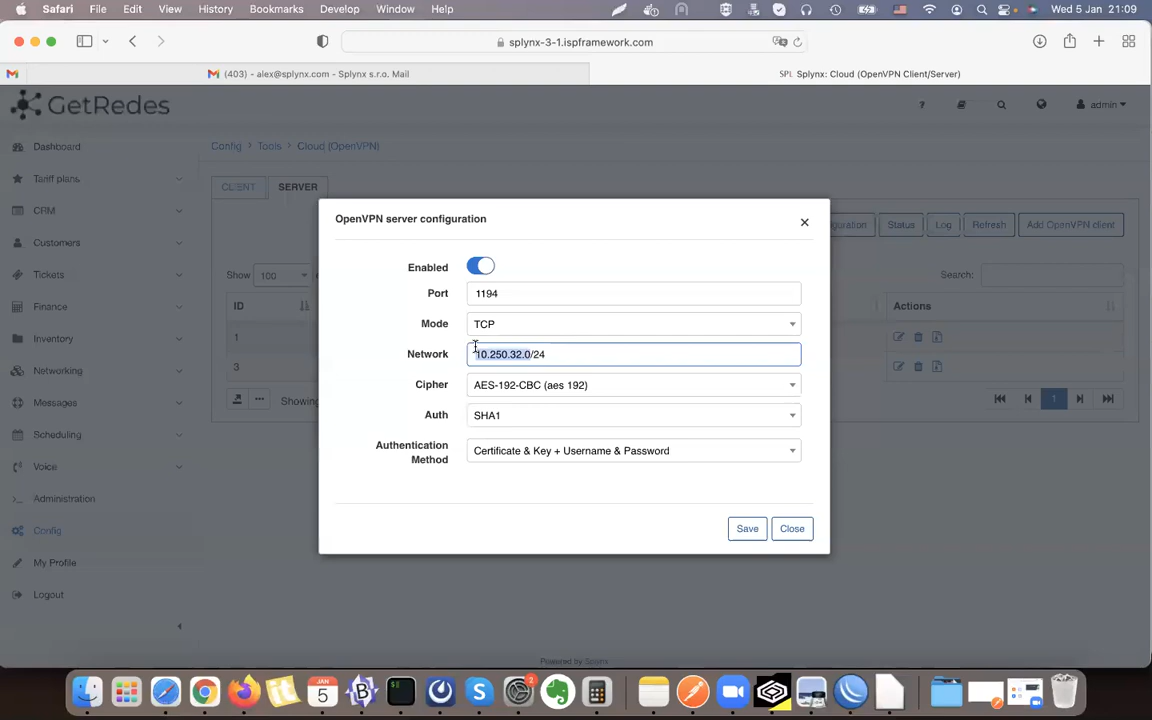 Safari File Edit View History Bookmarks Develop Window Help Wed 5 Jan 21:09
splynx-3-1.ispframework.com
(403) - alex@splynx.com - Splynx s.r.o. Mail SPL Splynx: Cloud (OpenVPN Client/Server)
GetRedes ? admin
Dashboard
Tariff plans
CRM
Customers
Tickets
Inventory
Finance
Networking
Messages
Scheduling
Voice
Administration
Config
My Profile
Logout
Config Tools Cloud (OpenVPN)
CLIENT SERVER
Status Log Refresh Add OpenVPN client
Show 100 Search:
ID Actions
1
3
Showing 1
OpenVPN server configuration
Enabled
Port 1194
Mode TCP
Network 10.250.32.0/24
Cipher AES-192-CBC (aes 192)
Auth SHA1
Authentication Method Certificate & Key + Username & Password
Save Close
Powered by Splynx
JAN
5
2